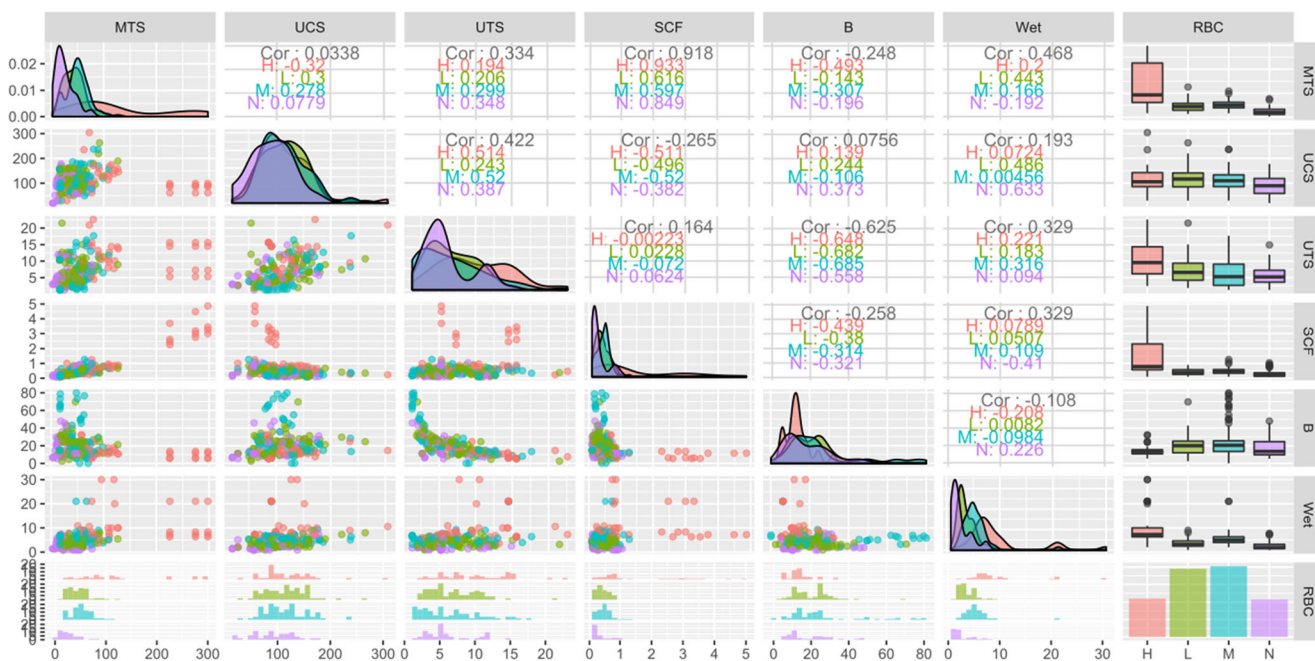 MTS UCS UTS SCF B Wet RBC
0.02
0.01
0.00
Cor : 0.0338
H: -0.32
L: 0.3
M: 0.278
N: 0.0779
Cor : 0.334
H: 0.194
L: 0.206
M: 0.299
N: 0.348
Cor : 0.918
H: 0.933
L: 0.616
M: 0.597
N: 0.849
Cor : -0.248
H: -0.493
L: -0.143
M: -0.307
N: -0.196
Cor : 0.468
H: 0.2
L: 0.443
M: 0.166
N: -0.192
MTS
300
200
100
Cor : 0.422
H: 0.514
L: 0.243
M: 0.52
N: 0.387
Cor : -0.265
H: -0.511
L: -0.496
M: -0.52
N: -0.382
Cor : 0.0756
H: 0.139
L: 0.244
M: -0.106
N: 0.373
Cor : 0.193
H: 0.0724
L: 0.486
M: 0.00456
N: 0.633
UCS
20
15
10
5
Cor : 0.164
H: -0.00223
L: 0.0228
M: -0.072
N: 0.0624
Cor : -0.625
H: -0.648
L: -0.682
M: -0.685
N: -0.558
Cor : 0.329
H: 0.221
L: 0.183
M: 0.316
N: 0.094
UTS
5
4
3
2
1
0
Cor : -0.258
H: -0.439
L: -0.38
M: -0.314
N: -0.321
Cor : 0.329
H: 0.0789
L: 0.0507
M: 0.109
N: -0.41
SCF
80
60
40
20
0
Cor : -0.108
H: -0.208
L: 0.0082
M: -0.0984
N: 0.226
B
30
20
10
0
Wet
RBC
0 100 200 300 100 200 300 0 5 10 15 20 0 1 2 3 4 5 0 20 40 60 80 0 10 20 30 H L M N